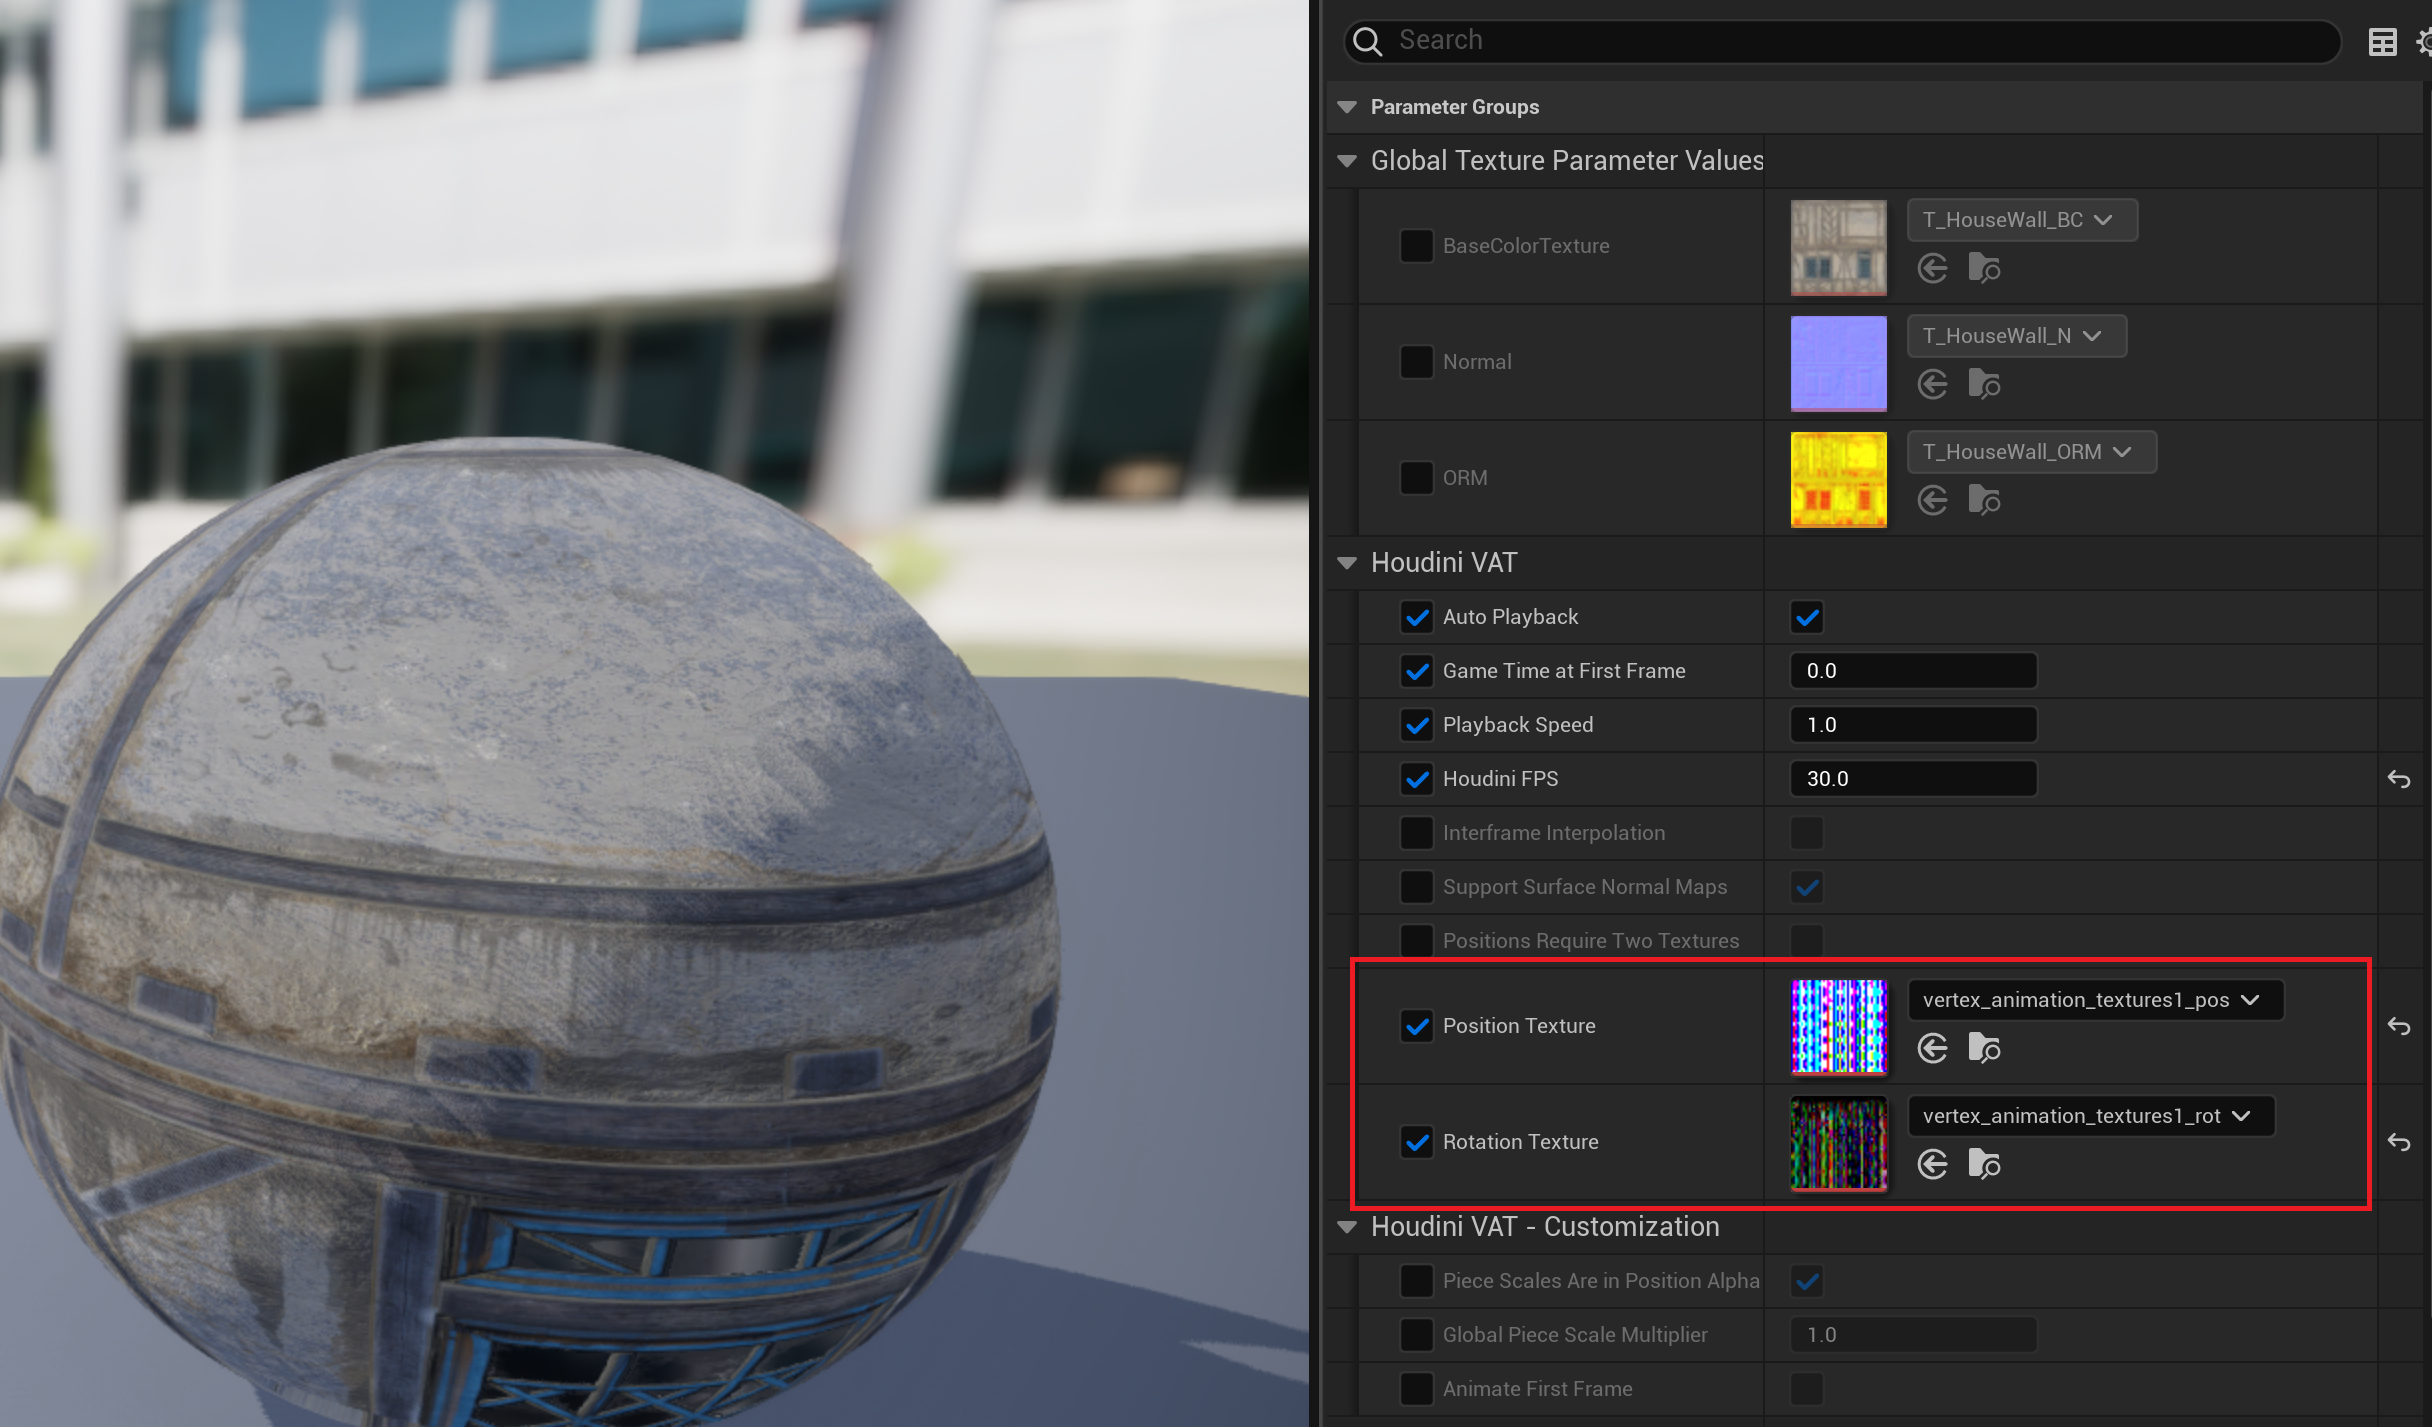 Search
Parameter Groups
Global Texture Parameter Values
BaseColorTexture
T_HouseWall_BC
Normal
T_HouseWall_N
ORM
T_HouseWall_ORM
Houdini VAT
Auto Playback
Game Time at First Frame
0.0
Playback Speed
1.0
Houdini FPS
30.0
Interframe Interpolation
Support Surface Normal Maps
Positions Require Two Textures
Position Texture
vertex_animation_textures1_pos
Rotation Texture
vertex_animation_textures1_rot
Houdini VAT - Customization
Piece Scales Are in Position Alpha
Global Piece Scale Multiplier
1.0
Animate First Frame